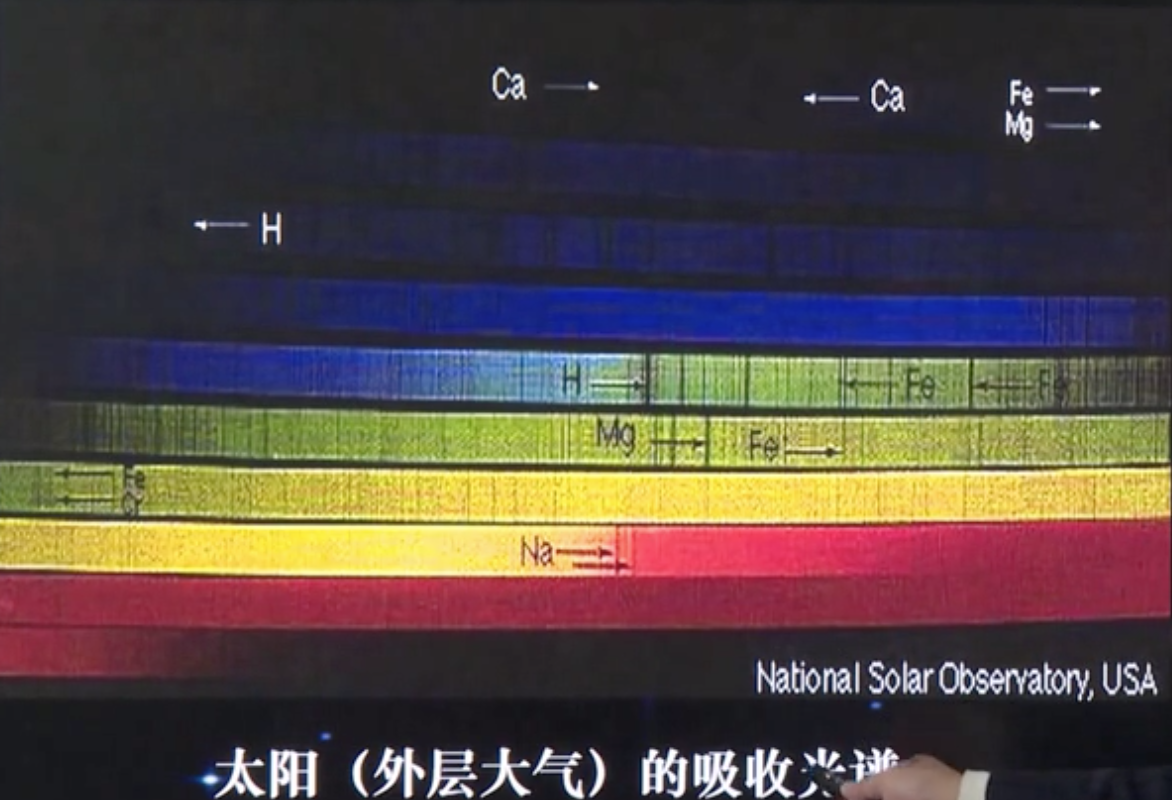 Ca
Ca
Fe
Mg
H
H
Fe
Fe
Mg
Fe
Fe
Na
National Solar Observatory, USA
太阳（外层大气）的吸收光谱